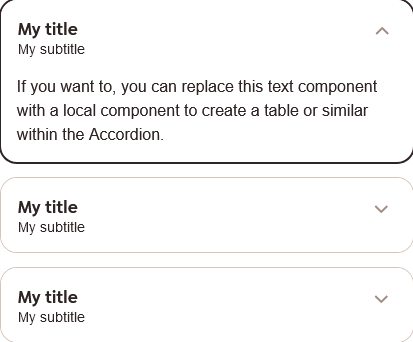 My title
My subtitle
If you want to, you can replace this text component
with a local component to create a table or similar
within the Accordion.
My title
My subtitle
My title
My subtitle